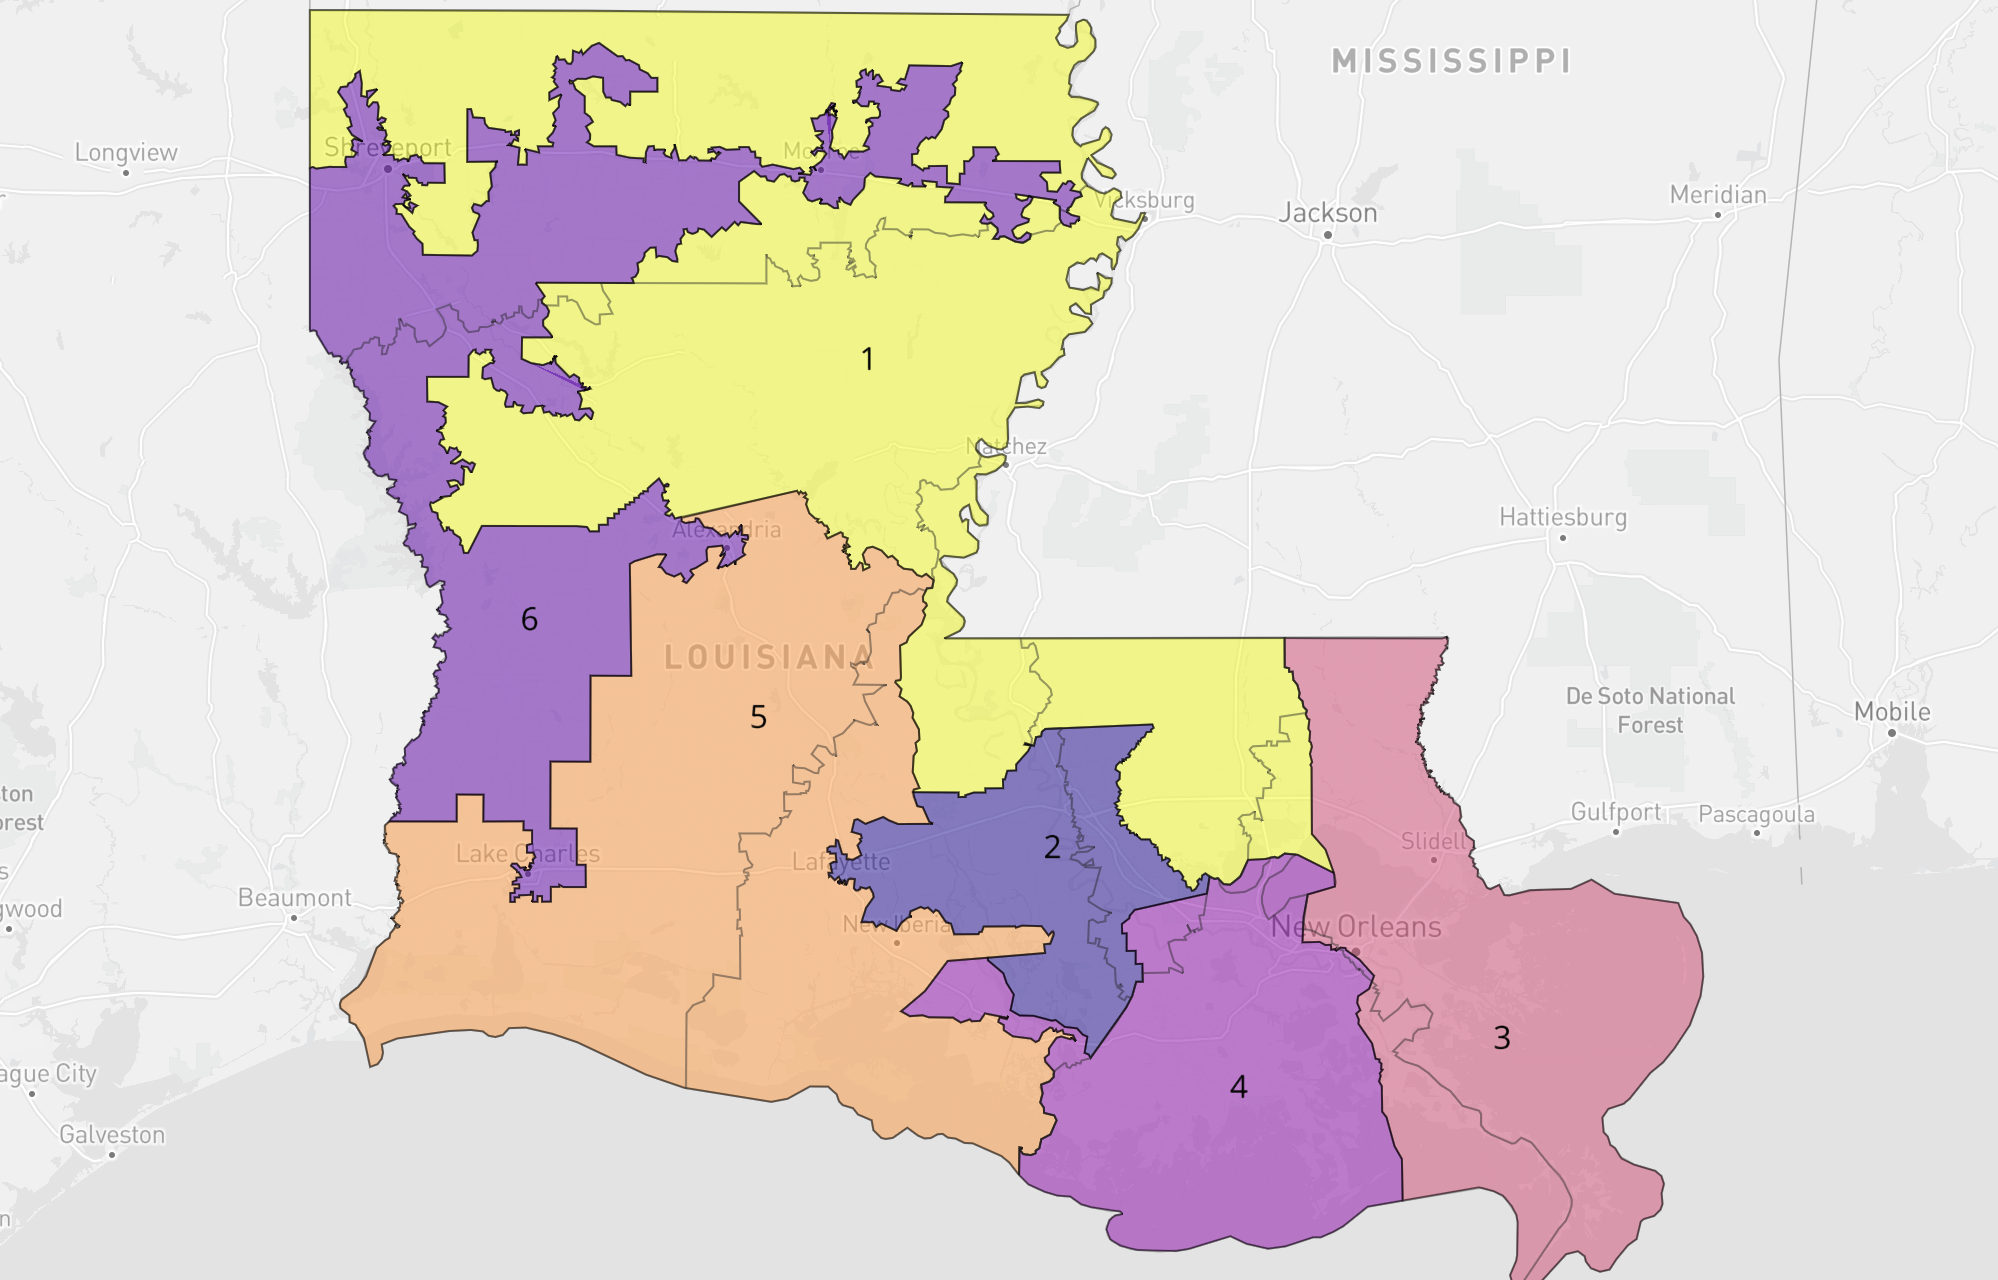 MISSISSIPPI
Longview
Shreveport
Monroe
Vicksburg
Jackson
Meridian
1
Natchez
Alexandria
Hattiesburg
6
LOUISIANA
5
De Soto National
Forest
Mobile
ston
orest
Gulfport
Pascagoula
2
Slidell
Lake Charles
Lafayette
s
Beaumont
gwood
New Iberia
New Orleans
3
ague City
4
Galveston
n